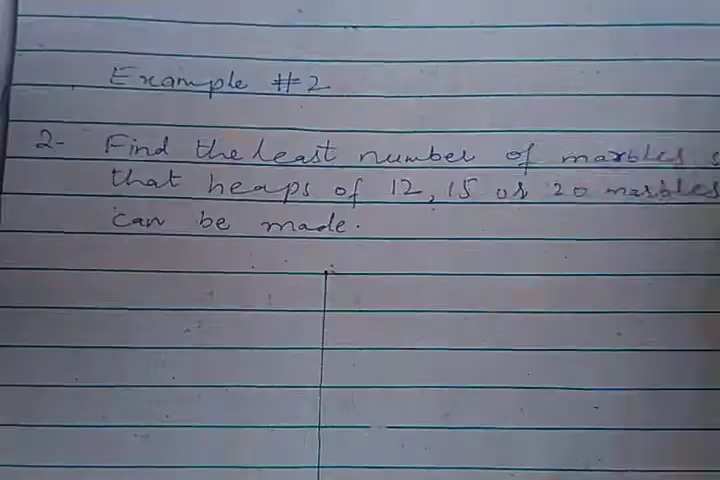 Example #2
2- Find the least number of marbles
that heaps of 12, 15 or 20 marbles
can be made.